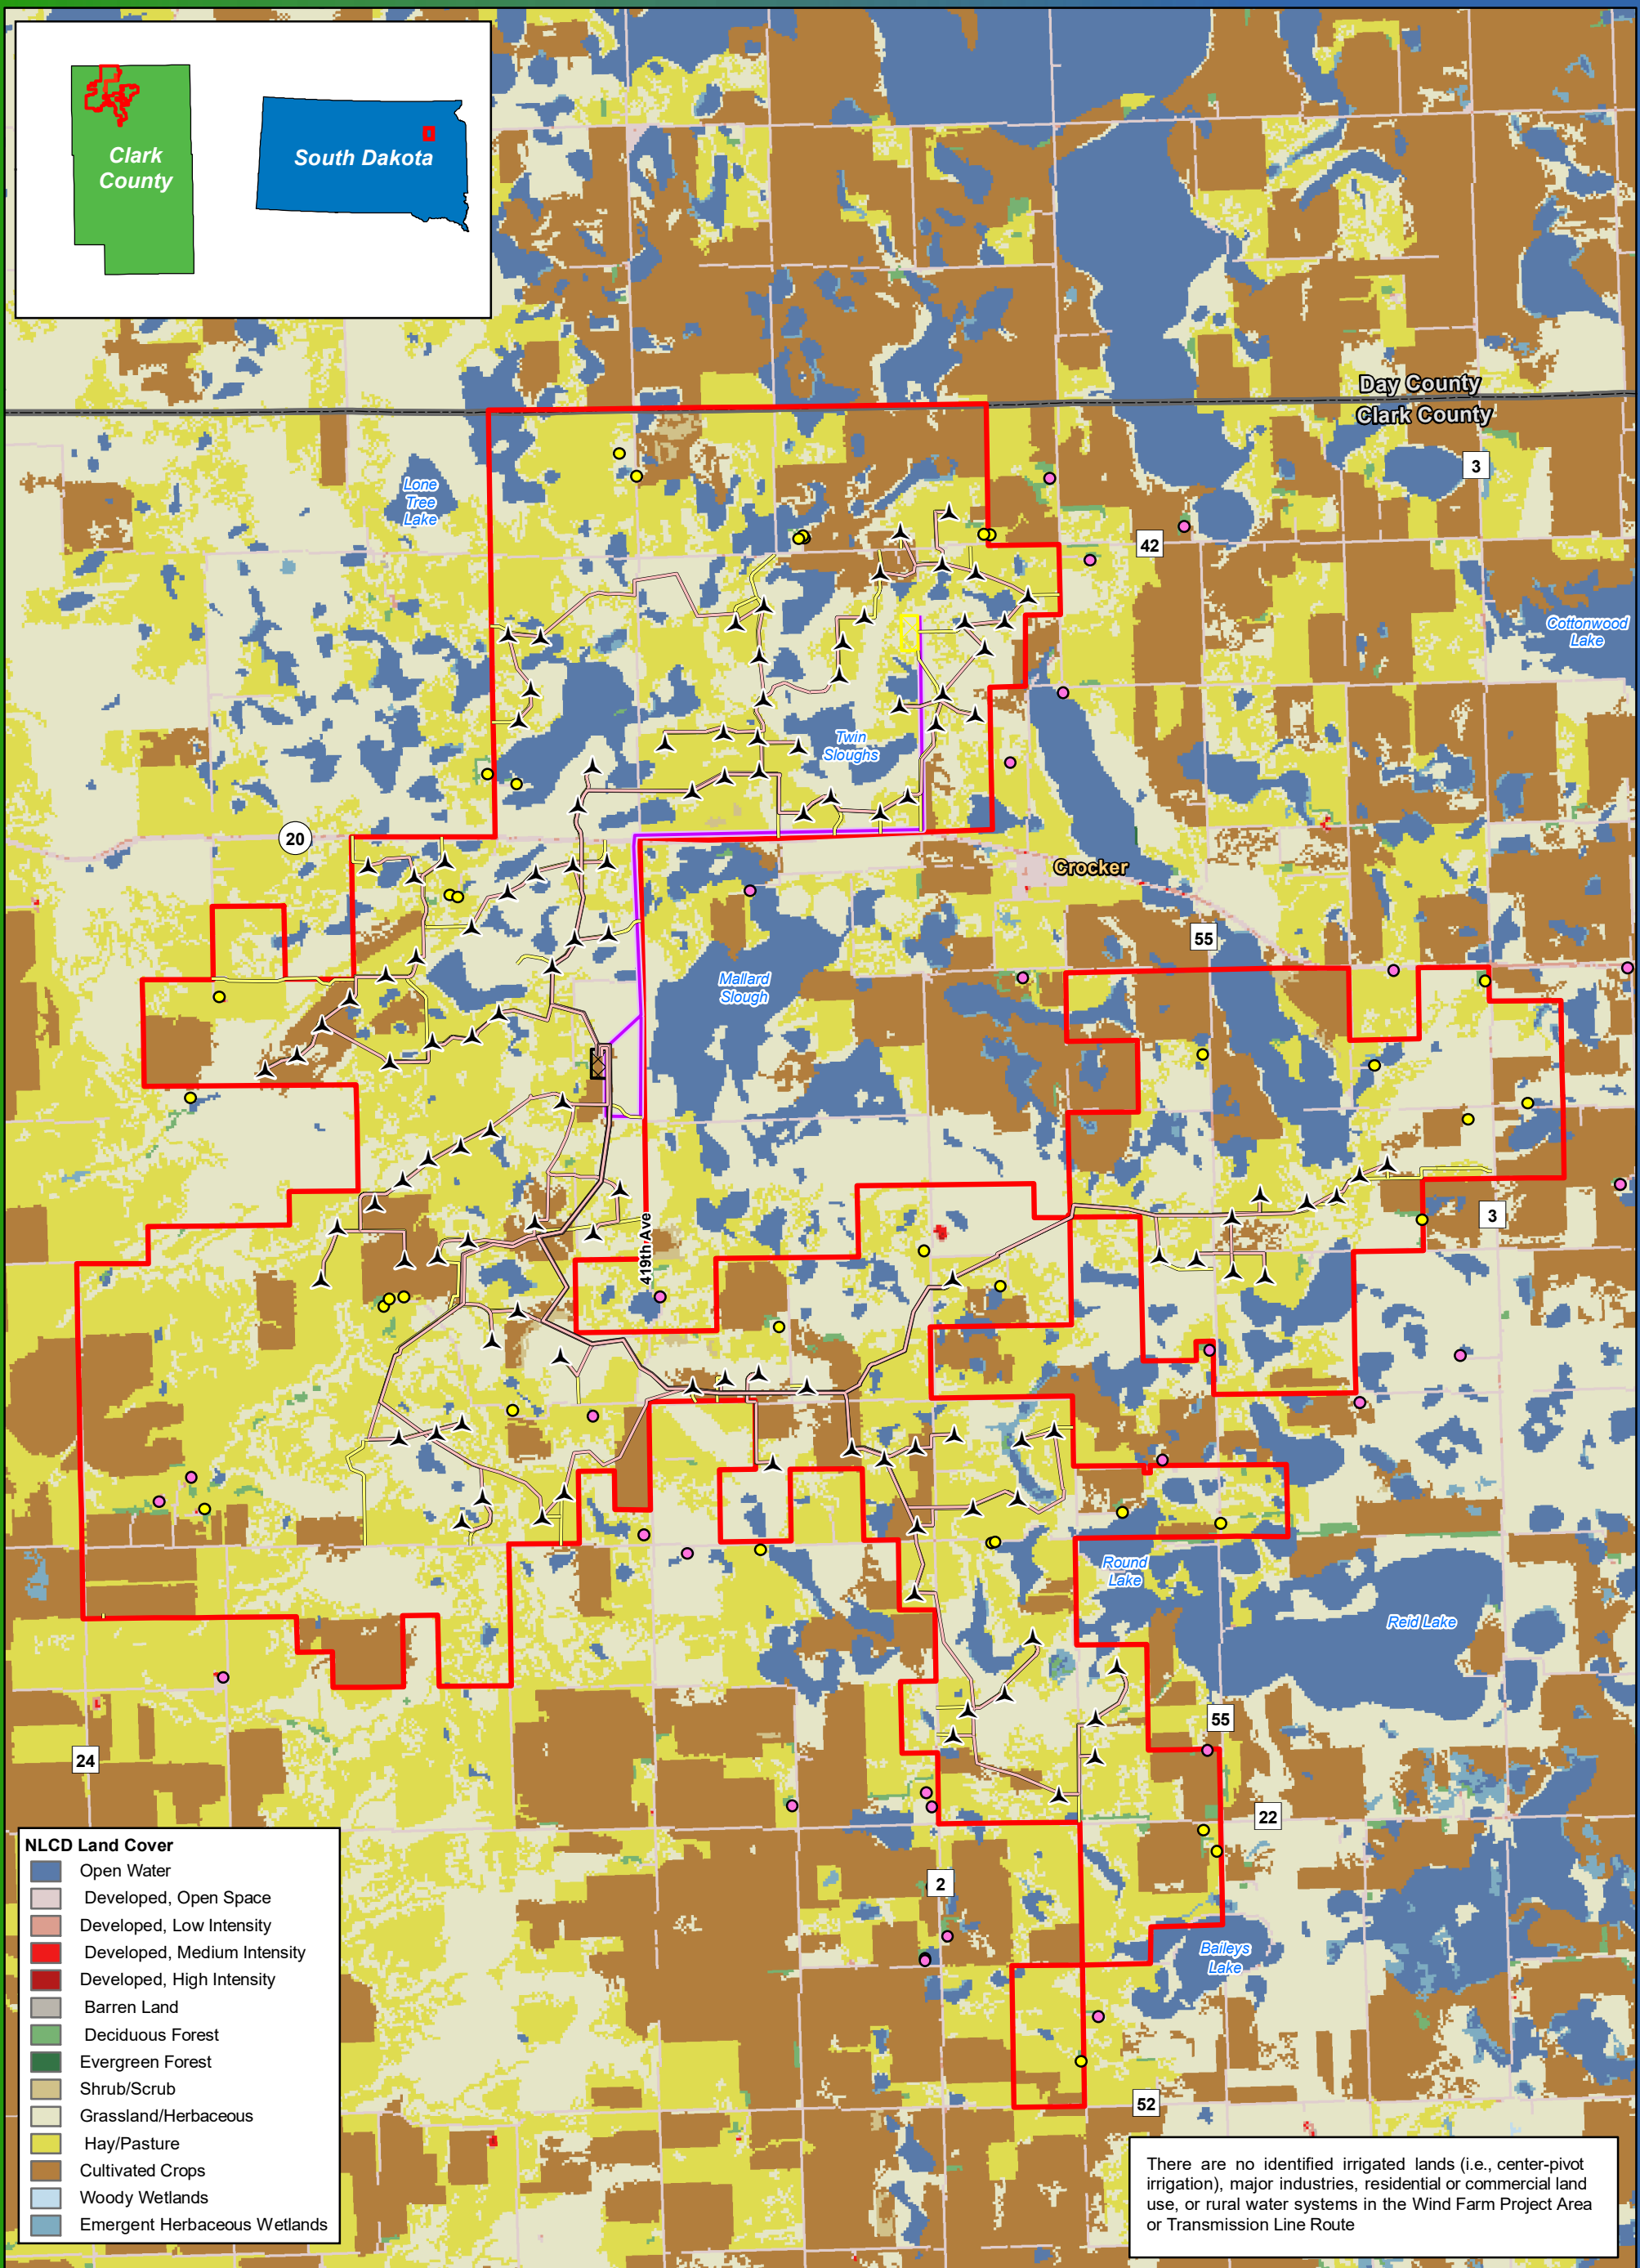 Clark
County
South Dakota
Day County
Clark County
3
Lone
Tree
Lake
42
Cottonwood
Lake
Twin
Sloughs
20
Crocker
55
Mallard
Slough
3
419th Ave
Round
Lake
Reid Lake
55
24
22
2
Baileys
Lake
52
NLCD Land Cover
Open Water
Developed, Open Space
Developed, Low Intensity
Developed, Medium Intensity
Developed, High Intensity
Barren Land
Deciduous Forest
Evergreen Forest
Shrub/Scrub
Grassland/Herbaceous
Hay/Pasture
Cultivated Crops
Woody Wetlands
Emergent Herbaceous Wetlands
There are no identified irrigated lands (i.e., center-pivot
irrigation), major industries, residential or commercial land
use, or rural water systems in the Wind Farm Project Area
or Transmission Line Route